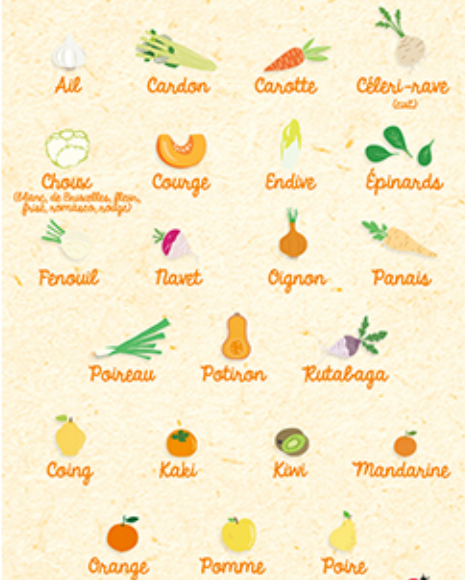 Ail Cardon Carotte Céleri-rave
(cuit)
Choux Courge Endive Épinards
(blanc, de Bruxelles, fleur,
frisé, romanesco, rouge)
Fenouil Navet Oignon Panais
Poireau Potiron Rutabaga
Coing Kaki Kiwi Mandarine
Orange Pomme Poire